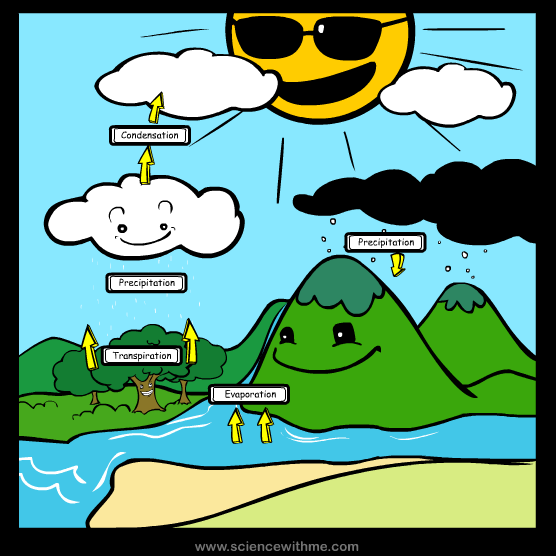 Condensation
Precipitation
Precipitation
Transpiration
Evaporation
www.sciencewithme.com